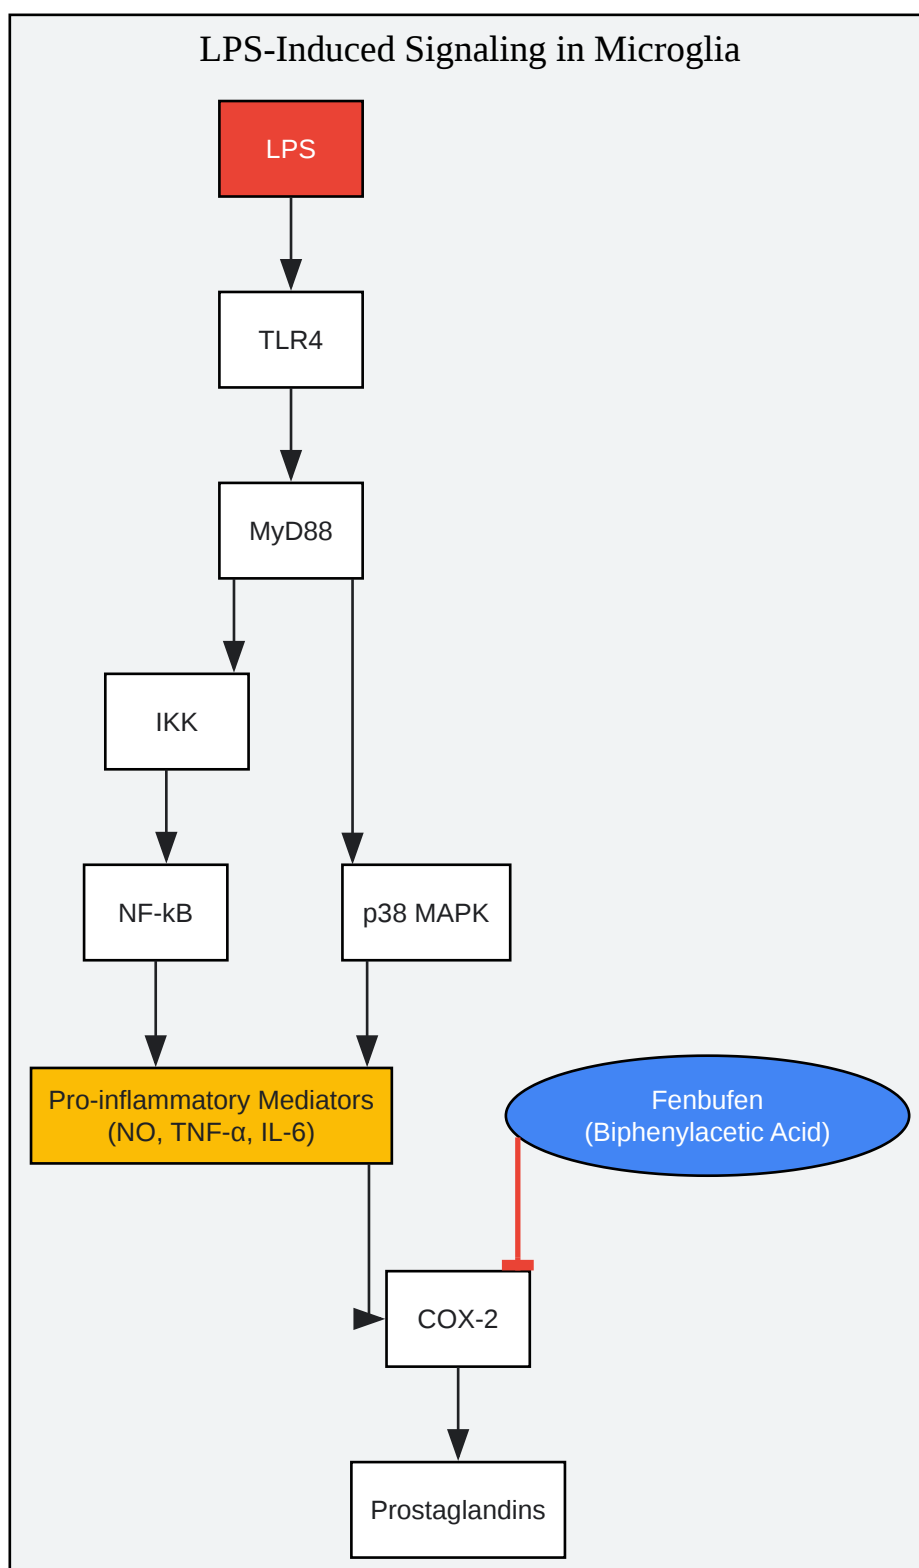 LPS-Induced Signaling in Microglia
LPS
TLR4
MyD88
IKK
NF-kB
p38 MAPK
Pro-inflammatory Mediators
(NO, TNF-α, IL-6)
Fenbufen
(Biphenylacetic Acid)
COX-2
Prostaglandins